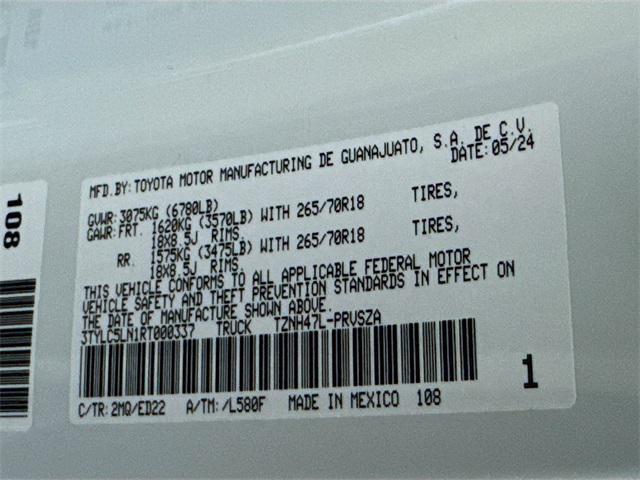 MFD.BY:TOYOTA MOTOR MANUFACTURING DE GUANAJUATO, S.A. DE C.V.
DATE:05/24
GVWR:3075KG (6780LB)
GAWR:FRT. 1620KG (3570LB) WITH 265/70R18 TIRES,
18X8.5J RIMS,
RR. 1575KG (3475LB) WITH 265/70R18 TIRES,
18X8.5J RIMS,
THIS VEHICLE CONFORMS TO ALL APPLICABLE FEDERAL MOTOR
VEHICLE SAFETY AND THEFT PREVENTION STANDARDS IN EFFECT ON
THE DATE OF MANUFACTURE SHOWN ABOVE.
3TYLC5LN1RT000337 TRUCK TZNH47L-PRVSZA
1
C/TR:2MQ/ED22 A/TM:/L580F MADE IN MEXICO 108
108